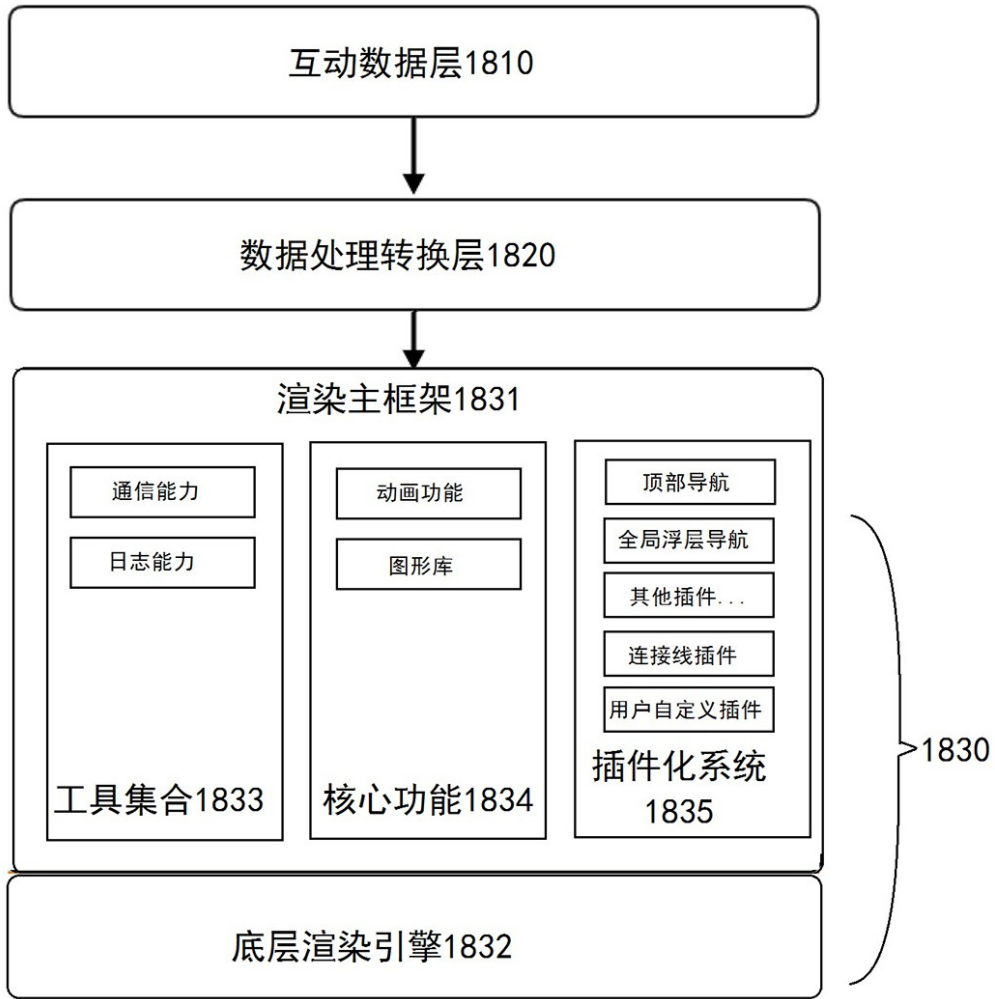 互动数据层1810
数据处理转换层1820
渲染主框架1831
通信能力
日志能力
工具集合1833
动画功能
图形库
核心功能1834
顶部导航
全局浮层导航
其他插件...
连接线插件
用户自定义插件
插件化系统
1835
1830
底层渲染引擎1832